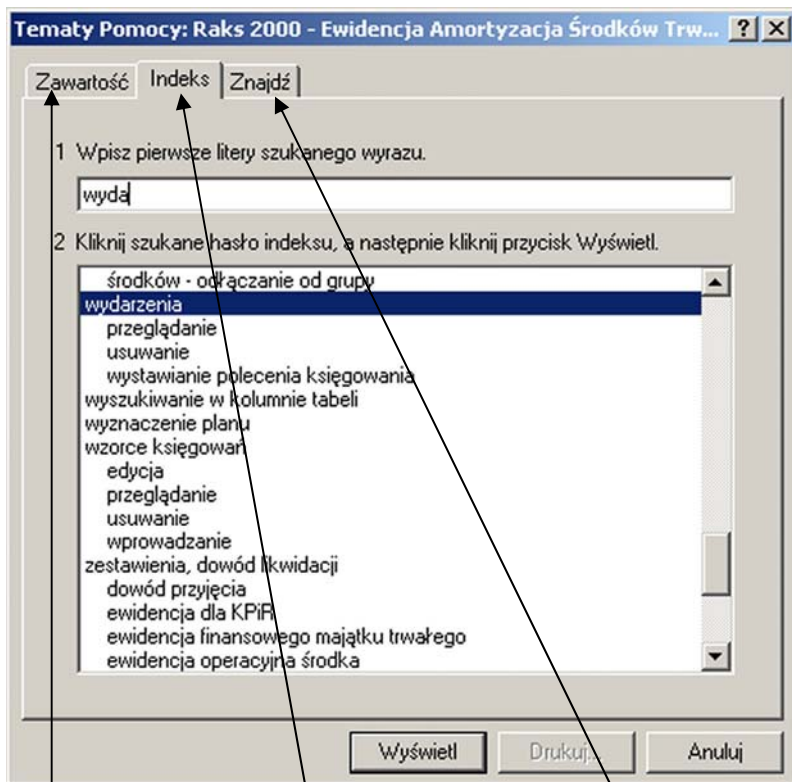 Tematy Pomocy: Raks 2000 - Ewidencja Amortyzacja Środków Trw...
Zawartość Indeks Znajdź
1 Wpisz pierwsze litery szukanego wyrazu.
wyda
2 Kliknij szukane hasło indeksu, a następnie kliknij przycisk Wyświetl.
środków - odłączanie od grupy
wydarzenia
przeglądanie
usuwanie
wystawianie polecenia księgowania
wyszukiwanie w kolumnie tabeli
wyznaczenie planu
wzorce księgowań
edycja
przeglądanie
usuwanie
wprowadzanie
zestawienia, dowód likwidacji
dowód przyjęcia
ewidencja dla KPiR
ewidencja finansowego majątku trwałego
ewidencja operacyjna środka
Wyświetl Drukuj... Anuluj